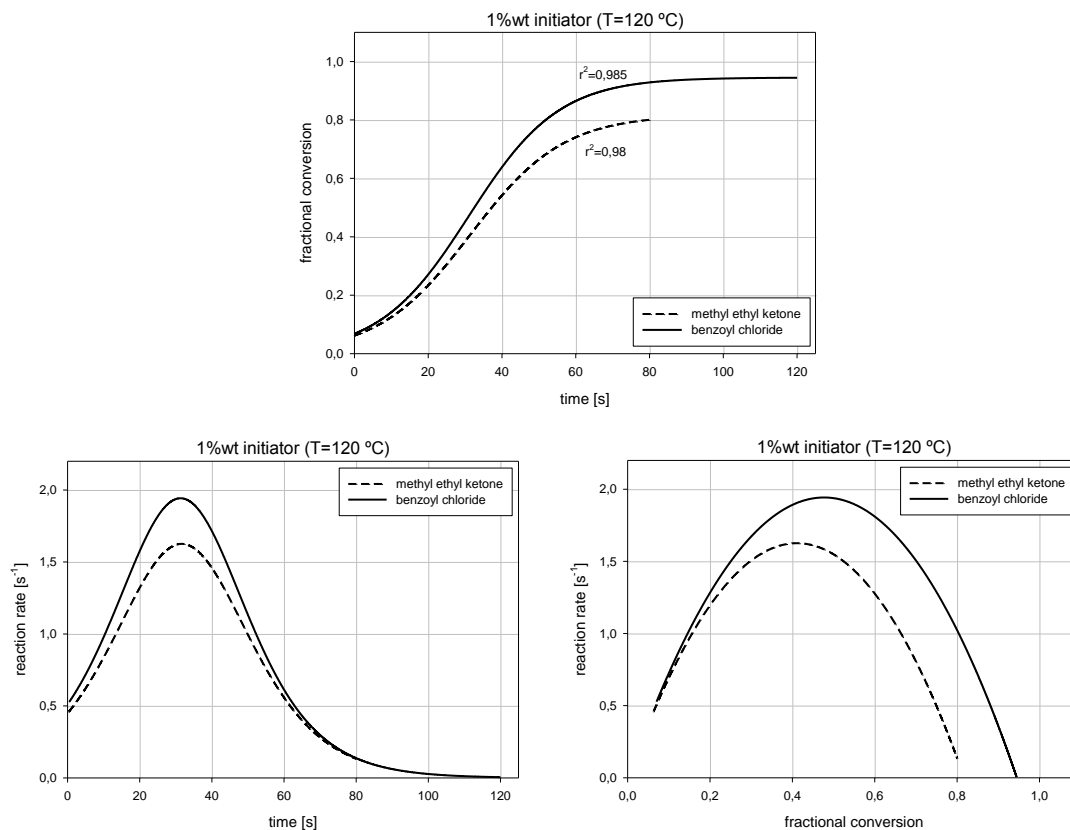 1%wt initiator (T=120 ºC)
1,0
0,8
0,6
0,4
0,2
0,0
fractional conversion
r²=0,985
r²=0,98
methyl ethyl ketone
benzoyl chloride
0 20 40 60 80 100 120
time [s]
1%wt initiator (T=120 ºC)
2,0
1,5
1,0
0,5
0,0
reaction rate [s⁻¹]
methyl ethyl ketone
benzoyl chloride
0 20 40 60 80 100 120
time [s]
1%wt initiator (T=120 ºC)
2,0
1,5
1,0
0,5
0,0
reaction rate [s⁻¹]
methyl ethyl ketone
benzoyl chloride
0,0 0,2 0,4 0,6 0,8 1,0
fractional conversion